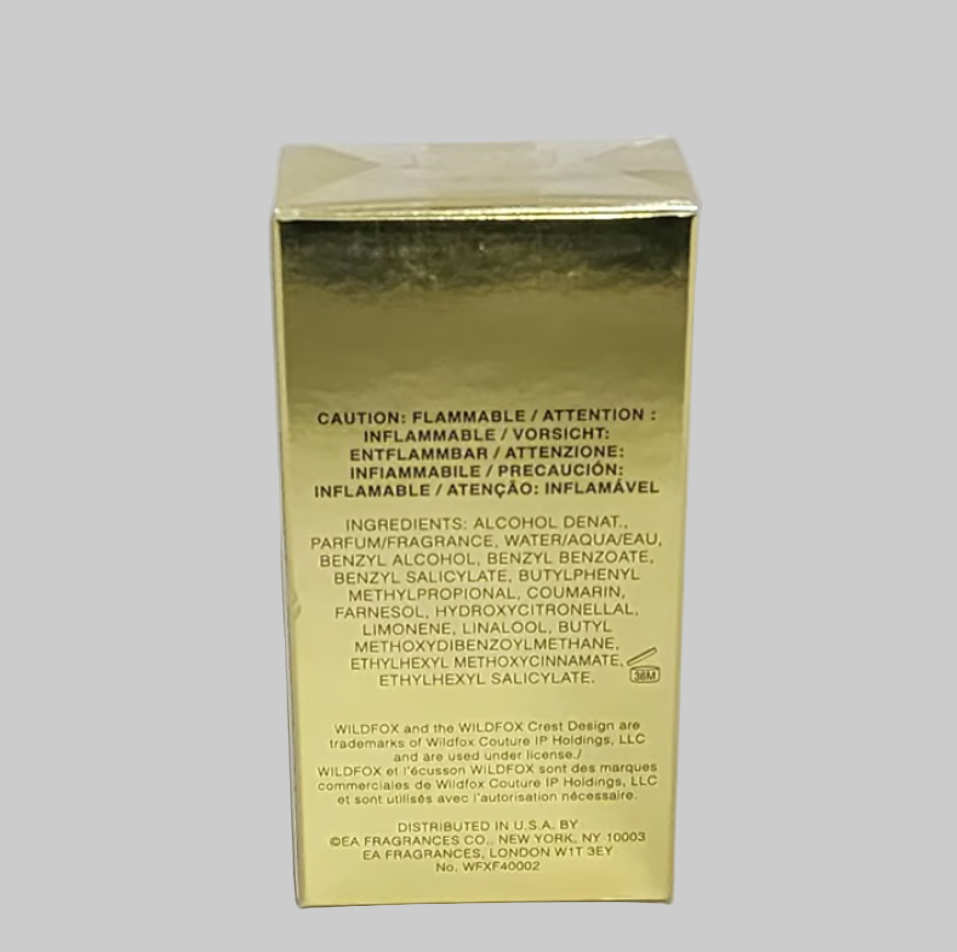 CAUTION: FLAMMABLE / ATTENTION :
INFLAMMABLE / VORSICHT:
ENTFLAMMBAR / ATTENZIONE:
INFIAMMABILE / PRECAUCIÓN:
INFLAMABLE / ATENÇÃO: INFLAMÁVEL
INGREDIENTS: ALCOHOL DENAT.,
PARFUM/FRAGRANCE, WATER/AQUA/EAU,
BENZYL ALCOHOL, BENZYL BENZOATE,
BENZYL SALICYLATE, BUTYLPHENYL
METHYLPROPIONAL, COUMARIN,
FARNESOL, HYDROXYCITRONELLAL,
LIMONENE, LINALOOL, BUTYL
METHOXYDIBENZOYLMETHANE,
ETHYLHEXYL METHOXYCINNAMATE,
ETHYLHEXYL SALICYLATE.
36M
WILDFOX and the WILDFOX Crest Design are
trademarks of Wildfox Couture IP Holdings, LLC
and are used under license./
WILDFOX et l'écusson WILDFOX sont des marques
commerciales de Wildfox Couture IP Holdings, LLC
et sont utilisés avec l'autorisation nécessaire.
DISTRIBUTED IN U.S.A. BY
©EA FRAGRANCES CO., NEW YORK, NY 10003
EA FRAGRANCES, LONDON W1T 3EY
No. WFXF40002